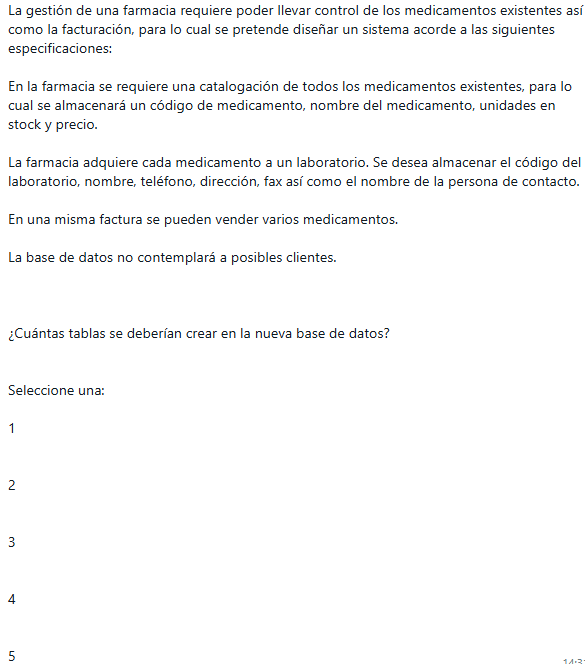 La gestión de una farmacia requiere poder llevar control de los medicamentos existentes así
como la facturación, para lo cual se pretende diseñar un sistema acorde a las siguientes
especificaciones:
En la farmacia se requiere una catalogación de todos los medicamentos existentes, para lo
cual se almacenará un código de medicamento, nombre del medicamento, unidades en
stock y precio.
La farmacia adquiere cada medicamento a un laboratorio. Se desea almacenar el código del
laboratorio, nombre, teléfono, dirección, fax así como el nombre de la persona de contacto.
En una misma factura se pueden vender varios medicamentos.
La base de datos no contemplará a posibles clientes.
¿Cuántas tablas se deberían crear en la nueva base de datos?
Seleccione una:
1
2
3
4
5